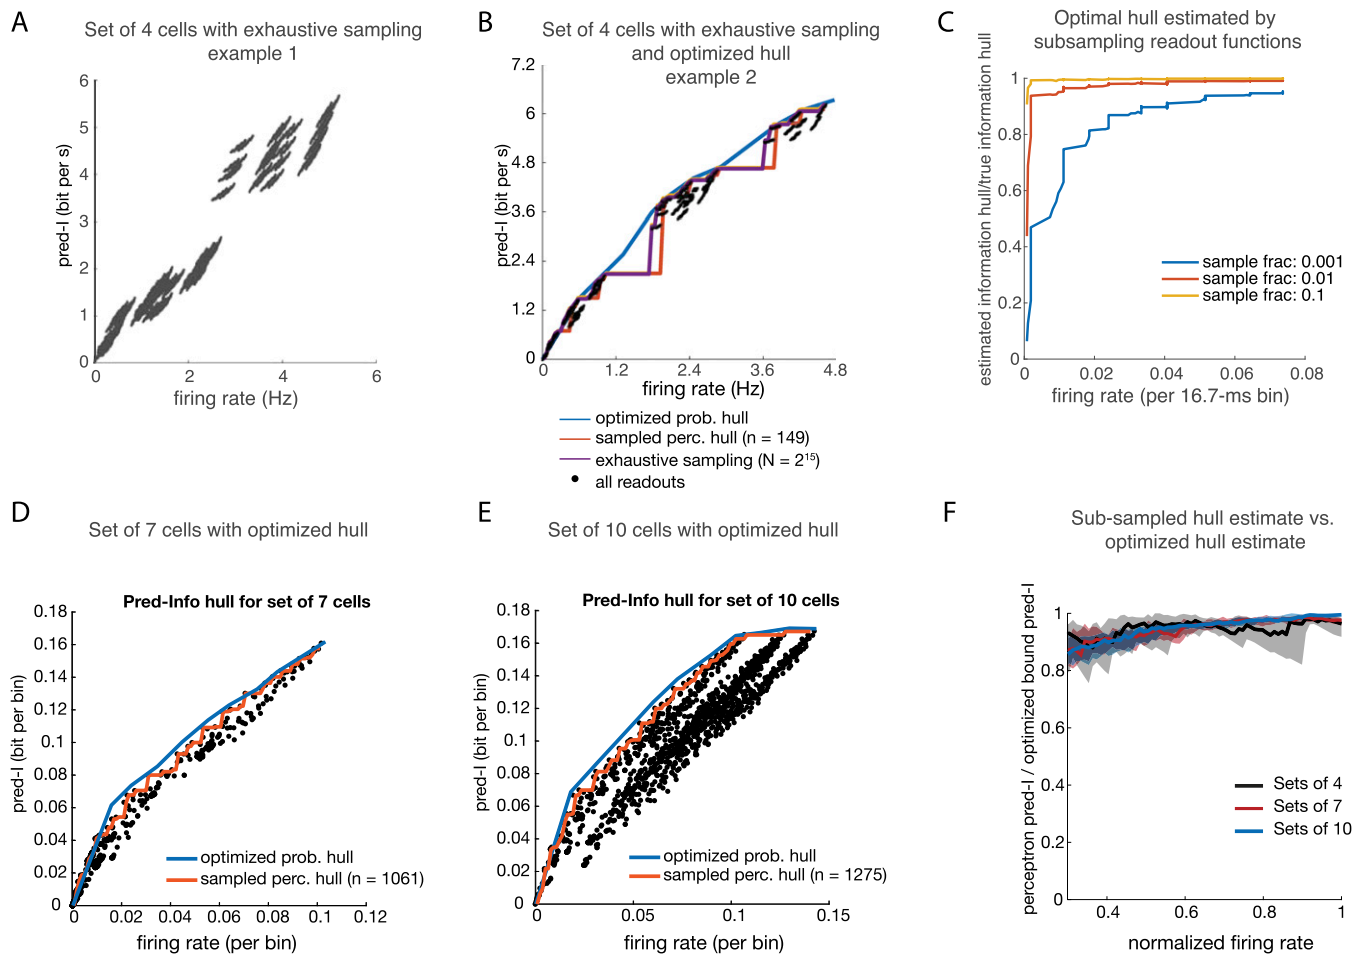 A
Set of 4 cells with exhaustive sampling
example 1
6
5
4
3
2
1
0
pred-I (bit per s)
0
2
4
6
firing rate (Hz)
B
Set of 4 cells with exhaustive sampling
and optimized hull
example 2
7.2
6
4.8
3.6
2.4
1.2
0
pred-I (bit per s)
0
1.2
2.4
3.6
4.8
firing rate (Hz)
optimized prob. hull
sampled perc. hull (n = 149)
exhaustive sampling (N = 2¹⁵)
all readouts
C
Optimal hull estimated by
subsampling readout functions
estimated information hull/true information hull
1
0.8
0.6
0.4
0.2
0
sample frac: 0.001
sample frac: 0.01
sample frac: 0.1
0
0.02
0.04
0.06
0.08
firing rate (per 16.7-ms bin)
D
Set of 7 cells with optimized hull
Pred-Info hull for set of 7 cells
0.18
0.16
0.14
0.12
0.1
0.08
0.06
0.04
0.02
0
pred-I (bit per bin)
optimized prob. hull
sampled perc. hull (n = 1061)
0
0.02
0.04
0.06
0.08
0.1
0.12
firing rate (per bin)
E
Set of 10 cells with optimized hull
Pred-Info hull for set of 10 cells
0.18
0.16
0.14
0.12
0.1
0.08
0.06
0.04
0.02
0
pred-I (bit per bin)
optimized prob. hull
sampled perc. hull (n = 1275)
0
0.05
0.1
0.15
firing rate (per bin)
F
Sub-sampled hull estimate vs.
optimized hull estimate
perceptron pred-I / optimized bound pred-I
1
0.8
0.6
0.4
0.2
0
Sets of 4
Sets of 7
Sets of 10
0.4
0.6
0.8
1
normalized firing rate